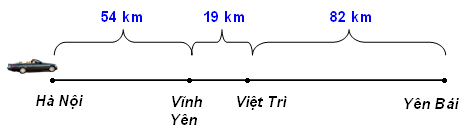 54 km 19 km 82 km
Hà Nội Vĩnh Yên Việt Trì Yên Bái